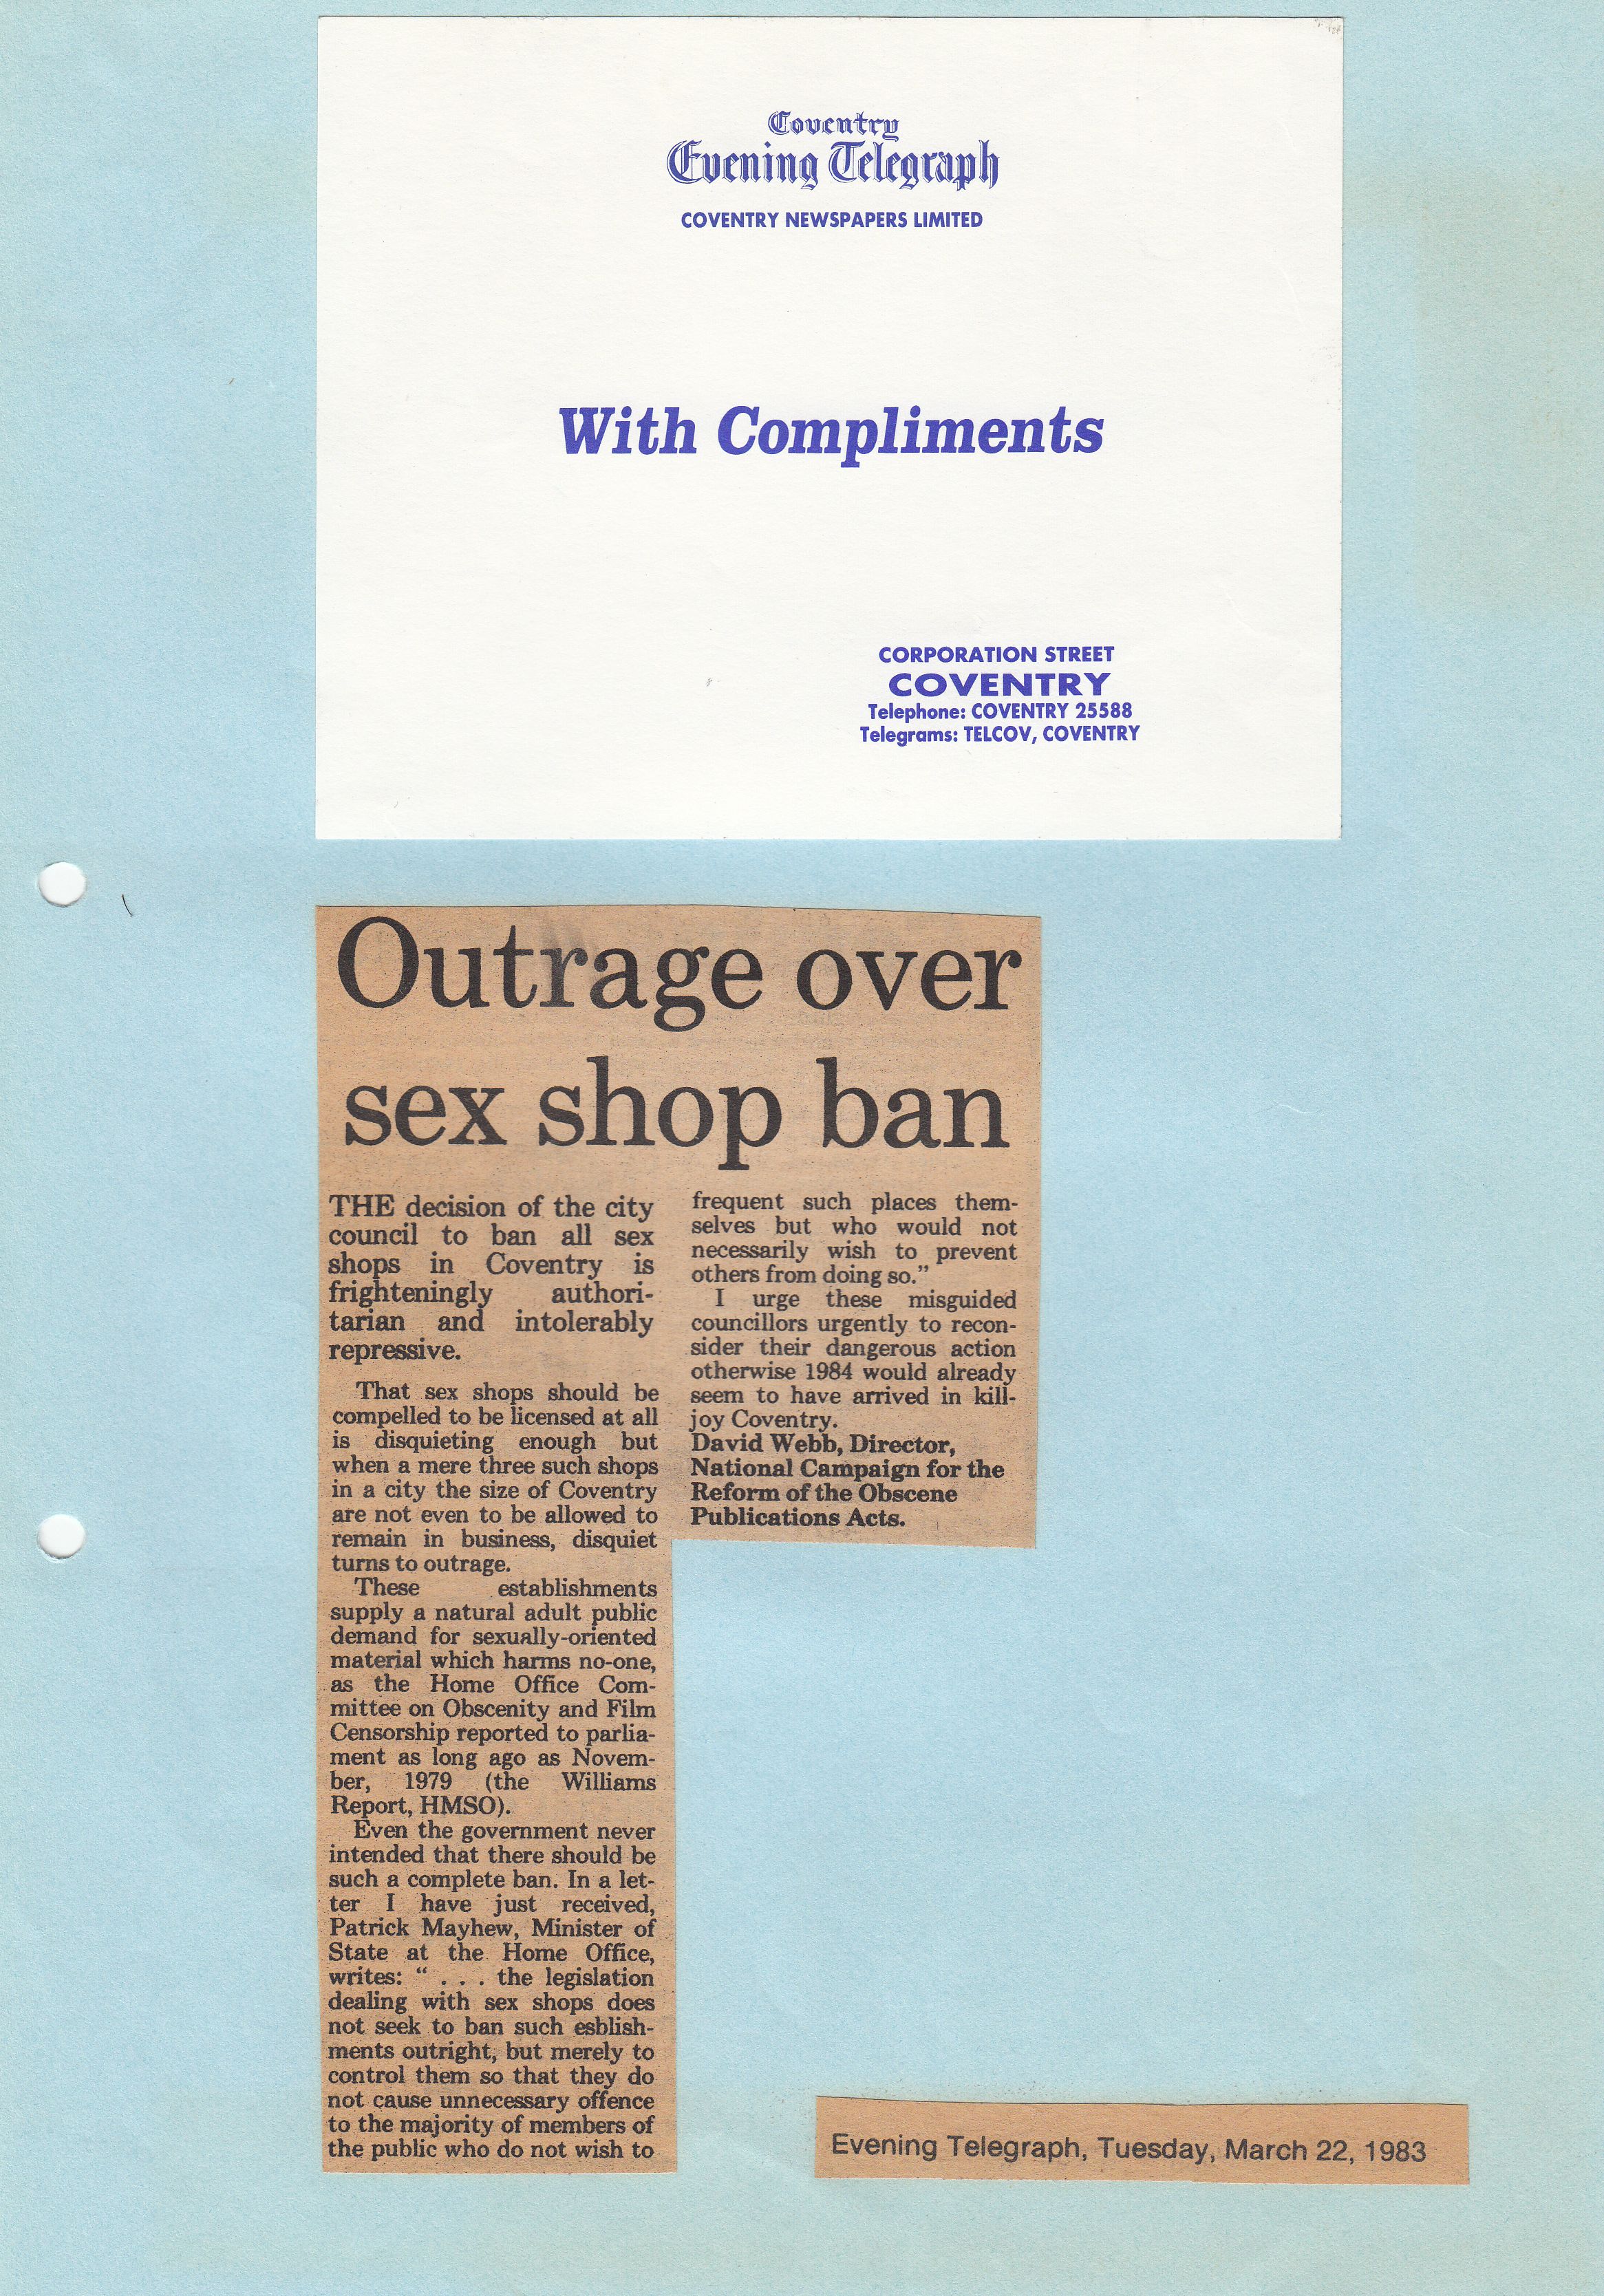 Coventry
Evening Telegraph
COVENTRY NEWSPAPERS LIMITED
With Compliments
CORPORATION STREET
COVENTRY
Telephone: COVENTRY 25588
Telegrams: TELCOV, COVENTRY
Outrage over
sex shop ban
THE decision of the city
council to ban all sex
shops in Coventry is
frighteningly authori-
tarian and intolerably
repressive.
That sex shops should be
compelled to be licensed at all
is disquieting enough but
when a mere three such shops
in a city the size of Coventry
are not even to be allowed to
remain in business, disquiet
turns to outrage.
These establishments
supply a natural adult public
demand for sexually-oriented
material which harms no-one,
as the Home Office Com-
mittee on Obscenity and Film
Censorship reported to parlia-
ment as long ago as Novem-
ber, 1979 (the Williams
Report, HMSO).
Even the government never
intended that there should be
such a complete ban. In a let-
ter I have just received,
Patrick Mayhew, Minister of
State at the Home Office,
writes: “ . . . the legislation
dealing with sex shops does
not seek to ban such esblish-
ments outright, but merely to
control them so that they do
not cause unnecessary offence
to the majority of members of
the public who do not wish to
frequent such places them-
selves but who would not
necessarily wish to prevent
others from doing so.”
I urge these misguided
councillors urgently to recon-
sider their dangerous action
otherwise 1984 would already
seem to have arrived in kill-
joy Coventry.
David Webb, Director,
National Campaign for the
Reform of the Obscene
Publications Acts.
Evening Telegraph, Tuesday, March 22, 1983